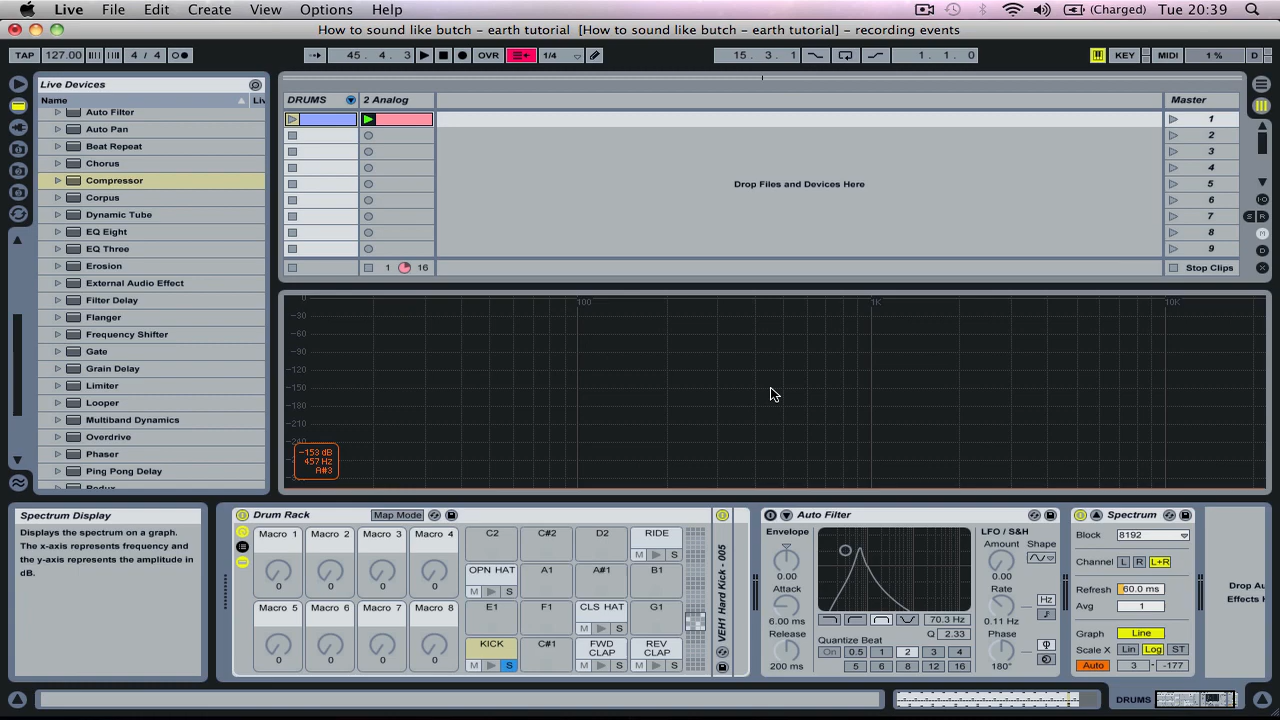 Live File Edit Create View Options Help (Charged) Tue 20:39
How to sound like butch – earth tutorial [How to sound like butch – earth tutorial] – recording events
TAP 127.00 4 / 4 45 . 4 . 3 OVR 1/4 15 . 3 . 1 1 . 1 . 0 KEY MIDI 1 % D
Live Devices
Name Liv
Auto Filter
Auto Pan
Beat Repeat
Chorus
Compressor
Corpus
Dynamic Tube
EQ Eight
EQ Three
Erosion
External Audio Effect
Filter Delay
Flanger
Frequency Shifter
Gate
Grain Delay
Limiter
Looper
Multiband Dynamics
Overdrive
Phaser
Ping Pong Delay
Redux
DRUMS 2 Analog Master
1
2
3
4
5
6
7
8
9
Drop Files and Devices Here
1 16 Stop Clips
S R
M
D
X
0 100 1K 10K
−30
−60
−90
−120
−150
−180
−210
−240
−153 dB
457 Hz
A#3
Spectrum Display
Displays the spectrum on a graph.
The x-axis represents frequency and
the y-axis represents the amplitude in
dB.
Drum Rack Map Mode
Macro 1 Macro 2 Macro 3 Macro 4
0 0 0 0
Macro 5 Macro 6 Macro 7 Macro 8
0 0 0 0
C2 C#2 D2 RIDE
M S
OPN HAT A1 A#1 B1
M S
E1 F1 CLS HAT G1
M S
KICK C#1 FWD CLAP REV CLAP
M S M S M S
VEH1 Hard Kick - 005
Auto Filter
Envelope
0.00
Attack
6.00 ms
Release
200 ms
70.3 Hz
Q 2.33
Quantize Beat
On 0.5 1 2 3 4
5 6 8 12 16
LFO / S&H
Amount Shape
0.00
Rate Hz
0.11 Hz
Phase
180°
Spectrum
Block 8192
Channel L R L+R
Refresh 60.0 ms
Avg 1
Graph Line
Scale X Lin Log ST
Auto 3 - -177
Drop Au
Effects H
DRUMS